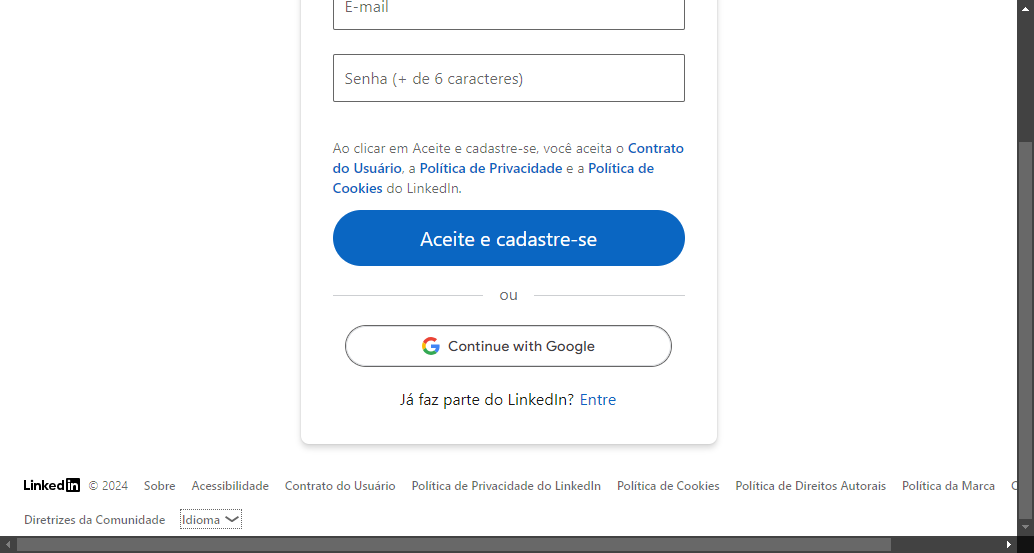 E-mail
Senha (+ de 6 caracteres)
Ao clicar em Aceite e cadastre-se, você aceita o Contrato
do Usuário, a Política de Privacidade e a Política de
Cookies do LinkedIn.
Aceite e cadastre-se
ou
Continue with Google
Já faz parte do LinkedIn? Entre
LinkedIn © 2024 Sobre Acessibilidade Contrato do Usuário Política de Privacidade do LinkedIn Política de Cookies Política de Direitos Autorais Política da Marca
Diretrizes da Comunidade Idioma